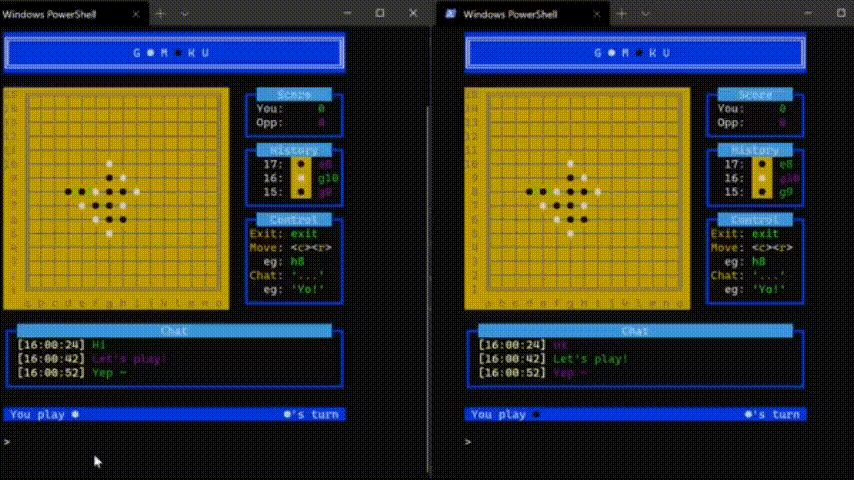 Windows PowerShell
G M K U
Score
You: 0
Opp: 0
History
17: e8
16: g10
15: g9
Control
Exit: exit
Move: <c><r>
eg: h8
Chat: '...'
eg: 'Yo!'
Chat
[16:00:24] Hi
[16:00:42] Let's play!
[16:00:52] Yep ~
You play
's turn
>
Windows PowerShell
G M K U
Score
You: 0
Opp: 0
History
17: e8
16: g10
15: g9
Control
Exit: exit
Move: <c><r>
eg: h8
Chat: '...'
eg: 'Yo!'
Chat
[16:00:24]
[16:00:42] Let's play!
[16:00:52] Yep ~
You play
's turn
>